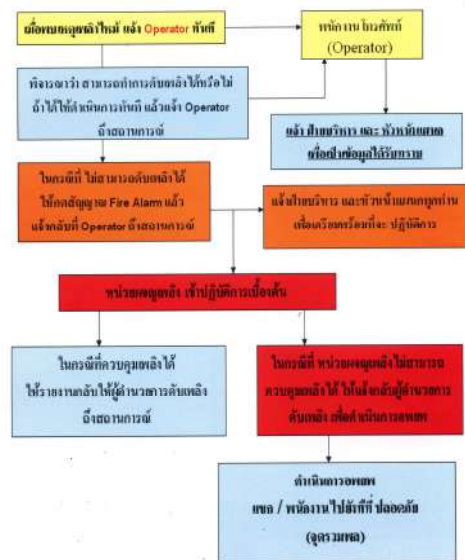 เมื่อพบเหตุเพลิงไหม้ แจ้ง Operator ทันที
พนักงานโทรศัพท์
(Operator)
พิจารณาว่า สามารถทำการดับเพลิงได้หรือไม่
ถ้าได้ให้ดำเนินการทันที แล้วแจ้ง Operator
ถึงสถานการณ์
แจ้ง ฝ่ายบริหาร และ หัวหน้าแผนก
เพื่อเป็นข้อมูลได้รับทราบ
ในกรณีที่ ไม่สามารถดับเพลิงได้
ให้กดสัญญาณ Fire Alarm แล้ว
แจ้งกลับที่ Operator ถึงสถานการณ์
แจ้งฝ่ายบริหาร และหัวหน้าแผนกทุกท่าน
เพื่อเตรียมพร้อมที่จะ ปฏิบัติการ
หน่วยผจญเพลิง เข้าปฏิบัติการเบื้องต้น
ในกรณีที่ควบคุมเพลิงได้
ให้รายงานกลับให้ผู้อำนวยการดับเพลิง
ถึงสถานการณ์
ในกรณีที่ หน่วยผจญเพลิงไม่สามารถ
ควบคุมเพลิงได้ ให้แจ้งกลับผู้อำนวยการ
ดับเพลิง เพื่อดำเนินการอพยพ
ดำเนินการอพยพ
แขก / พนักงานไปยังที่ที่ ปลอดภัย
(จุดรวมพล)